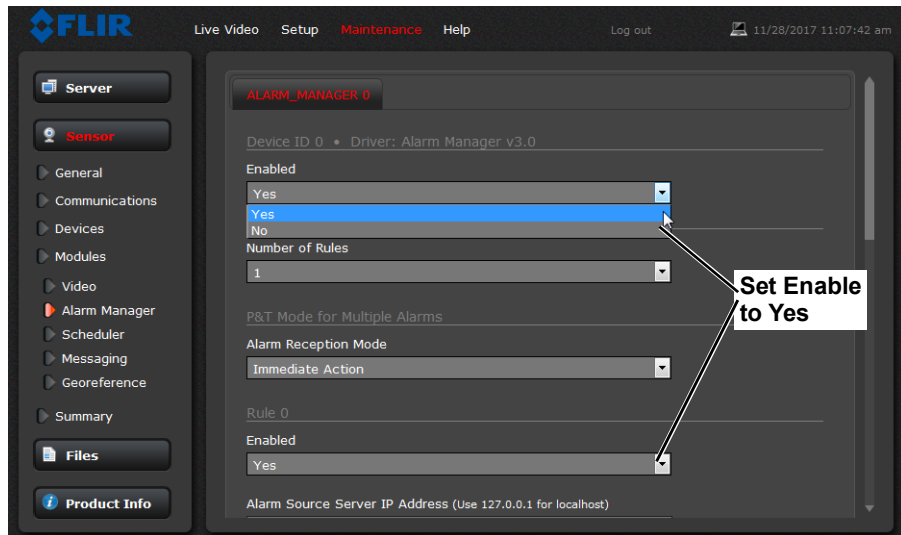 FLIR
Live Video Setup Maintenance Help Log out 11/28/2017 11:07:42 am
Server
Sensor
General
Communications
Devices
Modules
Video
Alarm Manager
Scheduler
Messaging
Georeference
Summary
Files
Product Info
ALARM_MANAGER 0
Device ID 0 • Driver: Alarm Manager v3.0
Enabled
Yes
Yes
No
Number of Rules
1
P&T Mode for Multiple Alarms
Alarm Reception Mode
Immediate Action
Rule 0
Enabled
Yes
Alarm Source Server IP Address (Use 127.0.0.1 for localhost)
Set Enable
to Yes